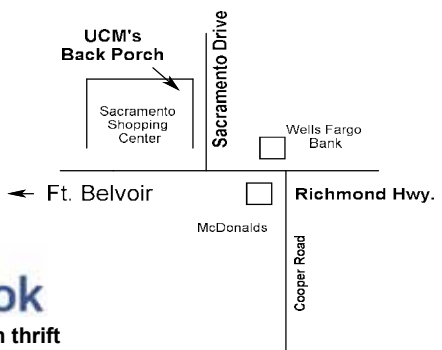 UCM's
Back Porch
Sacramento Drive
Sacramento
Shopping
Center
Wells Fargo
Bank
Ft. Belvoir
Richmond Hwy.
McDonalds
Cooper Road
ok
thrift